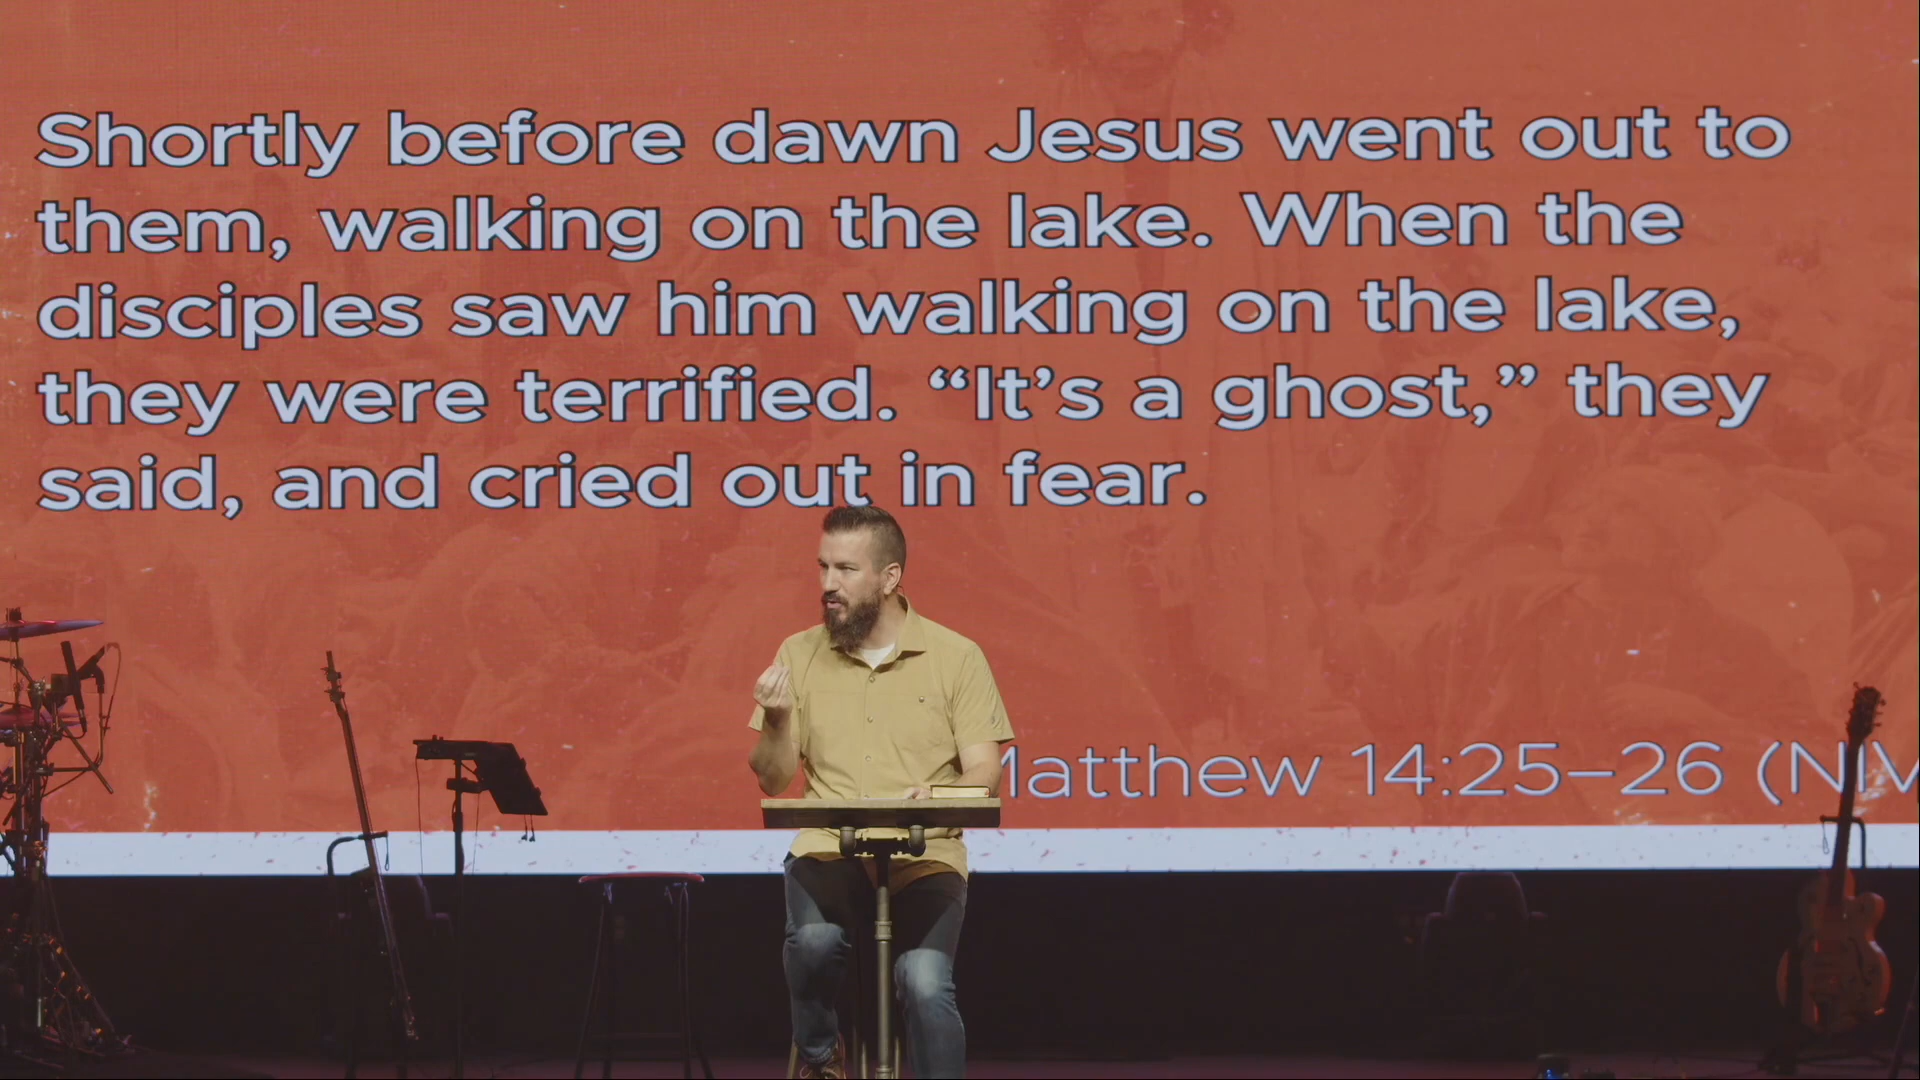 Shortly before dawn Jesus went out to
them, walking on the lake. When the
disciples saw him walking on the lake,
they were terrified. “It’s a ghost,” they
said, and cried out in fear.
Matthew 14:25–26 (NIV